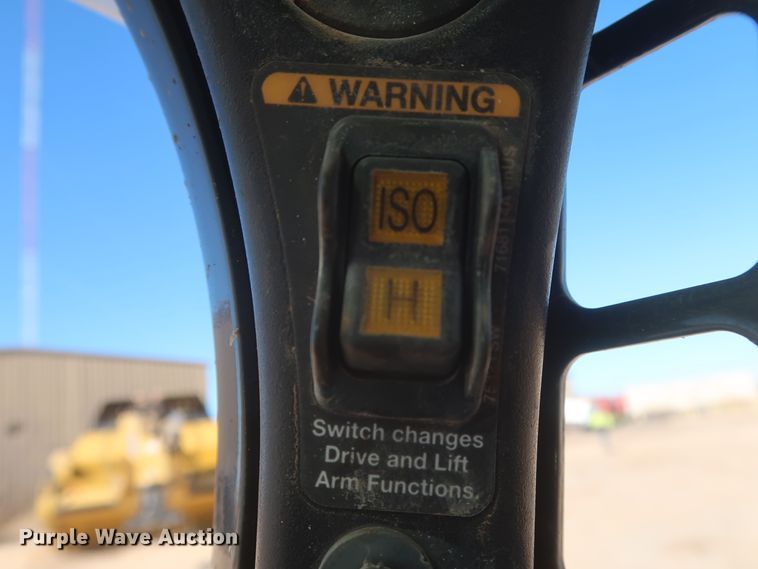 WARNING
ISO
H
Switch changes
Drive and Lift
Arm Functions.
Purple Wave Auction